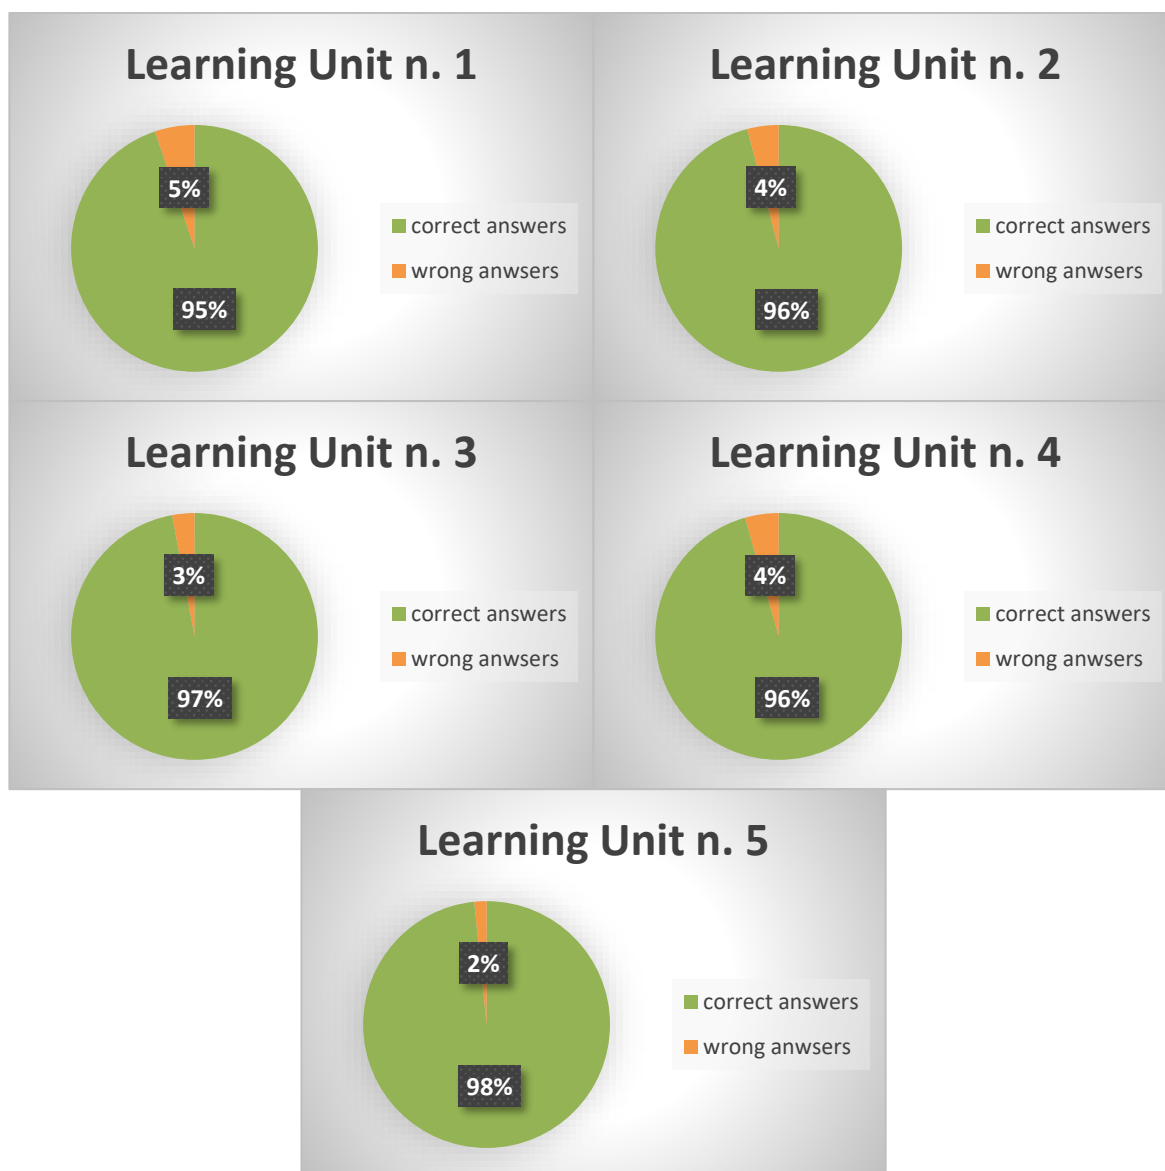 Learning Unit n. 1
5%
95%
correct answers
wrong anwsers
Learning Unit n. 2
4%
96%
correct answers
wrong anwsers
Learning Unit n. 3
3%
97%
correct answers
wrong anwsers
Learning Unit n. 4
4%
96%
correct answers
wrong anwsers
Learning Unit n. 5
2%
98%
correct answers
wrong anwsers